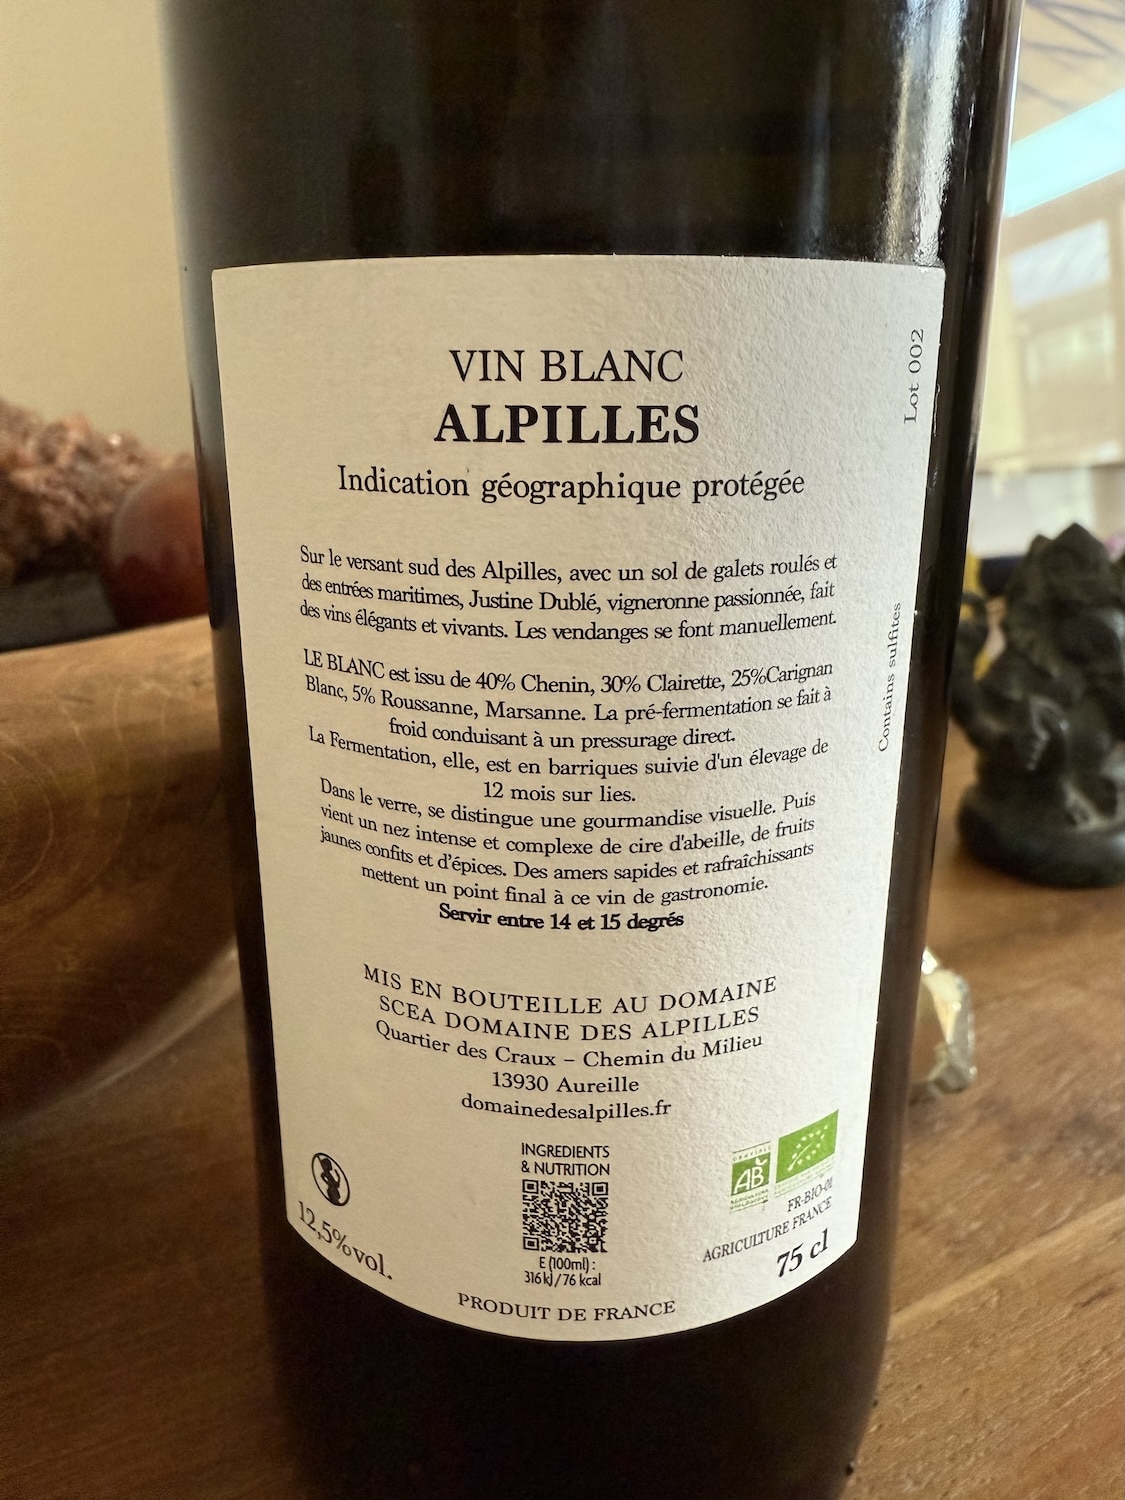 VIN BLANC
ALPILLES
Indication géographique protégée
Sur le versant sud des Alpilles, avec un sol de galets roulés et
des entrées maritimes, Justine Dublé, vigneronne passionnée, fait
des vins élégants et vivants. Les vendanges se font manuellement.
LE BLANC est issu de 40% Chenin, 30% Clairette, 25%Carignan
Blanc, 5% Roussanne, Marsanne. La pré-fermentation se fait à
froid conduisant à un pressurage direct.
La Fermentation, elle, est en barriques suivie d'un élevage de
12 mois sur lies.
Dans le verre, se distingue une gourmandise visuelle. Puis
vient un nez intense et complexe de cire d'abeille, de fruits
jaunes confits et d'épices. Des amers sapides et rafraîchissants
mettent un point final à ce vin de gastronomie.
Servir entre 14 et 15 degrés
MIS EN BOUTEILLE AU DOMAINE
SCEA DOMAINE DES ALPILLES
Quartier des Craux – Chemin du Milieu
13930 Aureille
domainedesalpilles.fr
INGREDIENTS
& NUTRITION
E (100ml) :
316 kJ / 76 kcal
12,5%vol.
AB
FR-BIO-01
AGRICULTURE FRANCE
75 cl
PRODUIT DE FRANCE
Lot 002
Contains sulfites